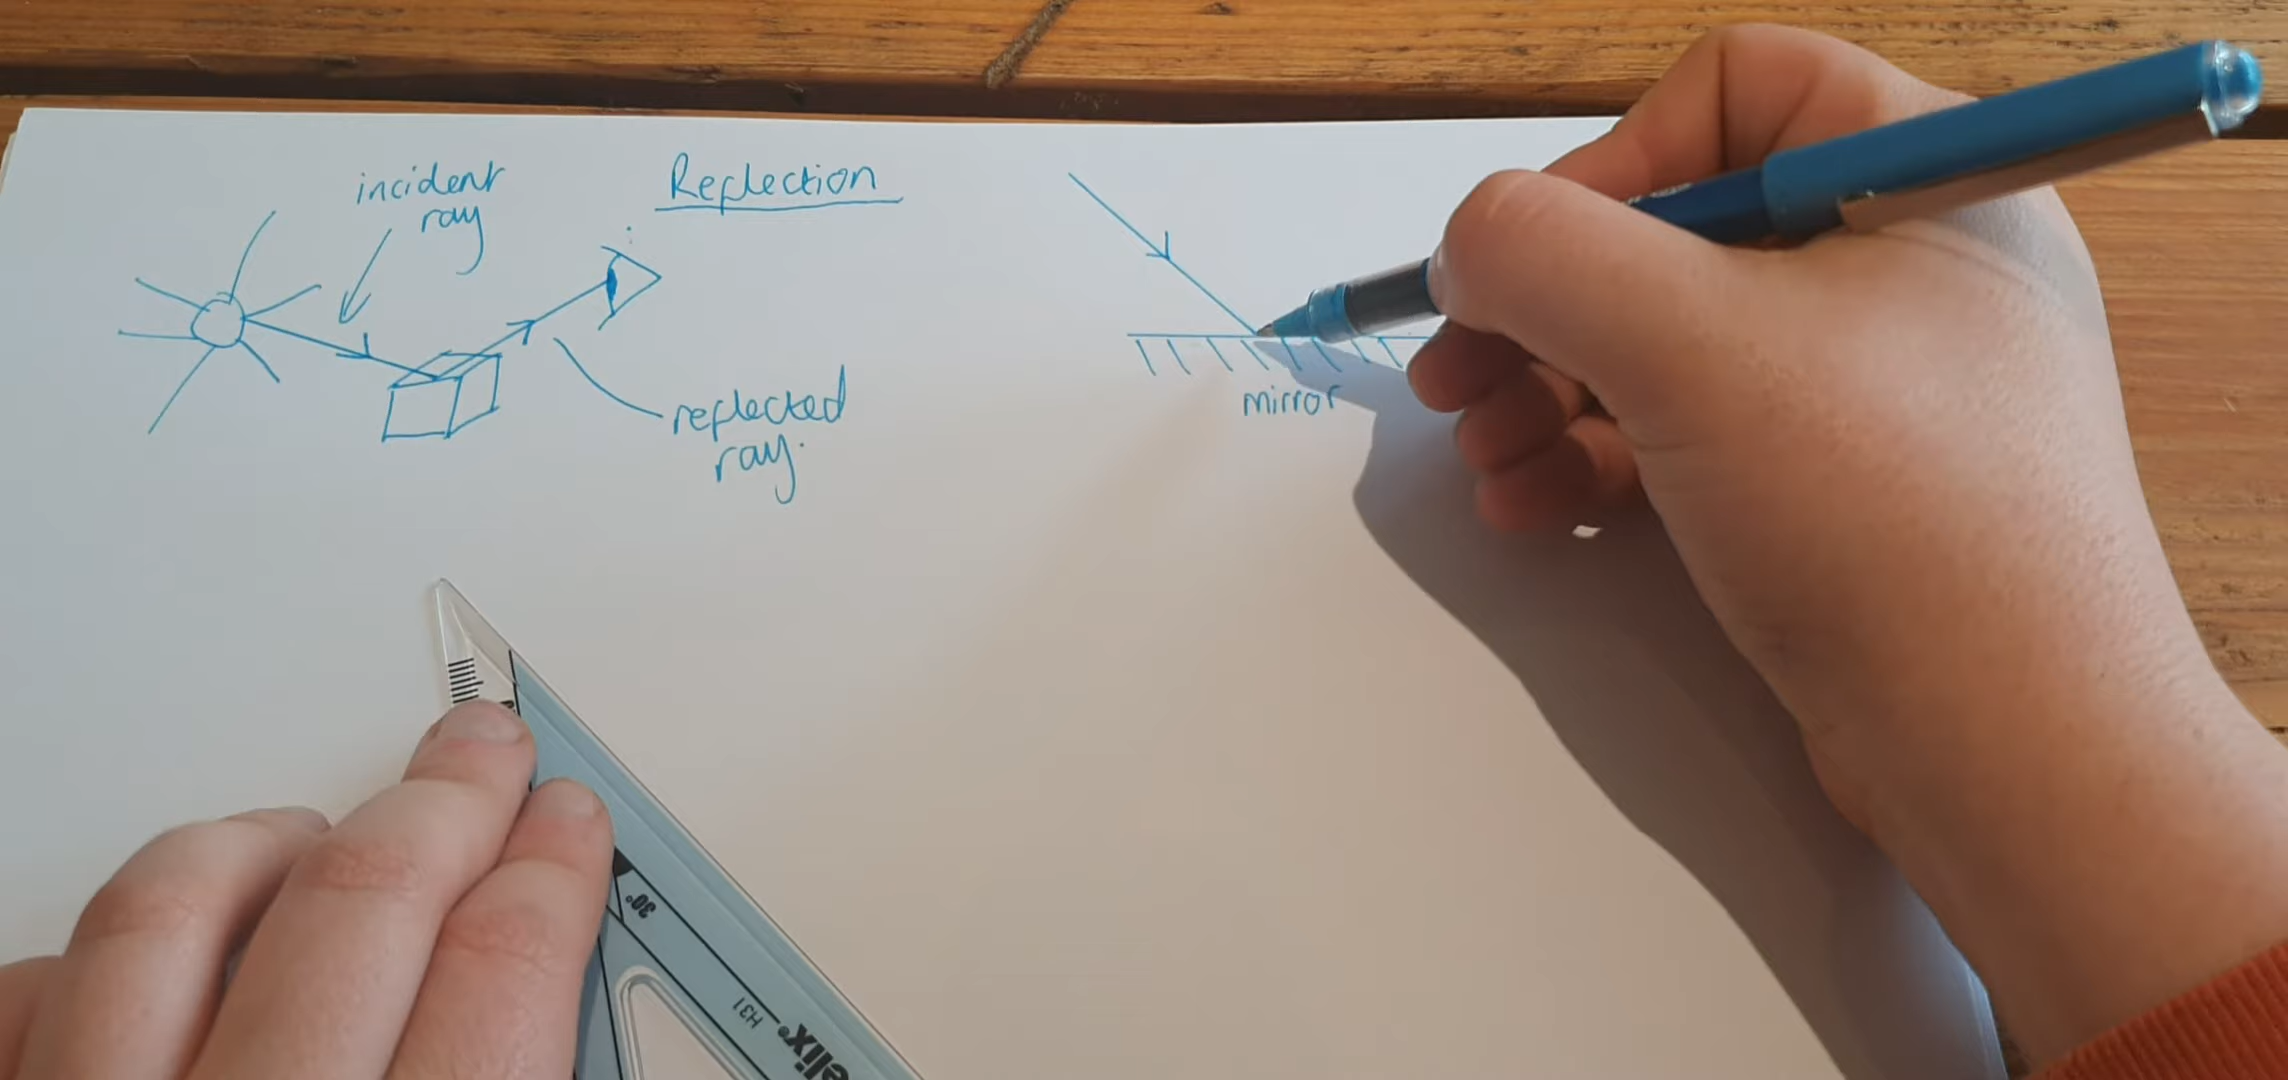 incident
ray
Reflection
reflected
ray.
mirror
30°
H31
elix®